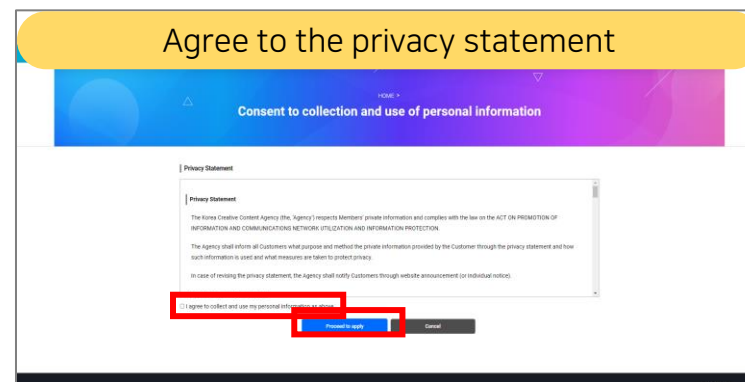 Agree to the privacy statement
HOME >
Consent to collection and use of personal information
Privacy Statement
Privacy Statement
The Korea Creative Content Agency (the, 'Agency') respects Members' private information and complies with the law on the ACT ON PROMOTION OF
INFORMATION AND COMMUNICATIONS NETWORK UTILIZATION AND INFORMATION PROTECTION.
The Agency shall inform all Customers what purpose and method the private information provided by the Customer through the privacy statement and how
such information is used and what measures are taken to protect privacy.
In case of revising the privacy statement, the Agency shall notify Customers through website announcement (or individual notice).
I agree to collect and use my personal information as above.
Proceed to apply
Cancel